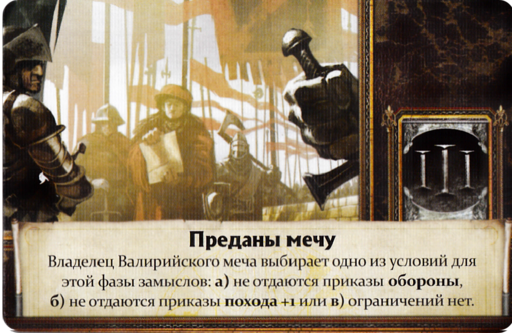 Преданы мечу
Владелец Валирийского меча выбирает одно из условий для
этой фазы замыслов: а) не отдаются приказы обороны,
б) не отдаются приказы похода +1 или в) ограничений нет.
III